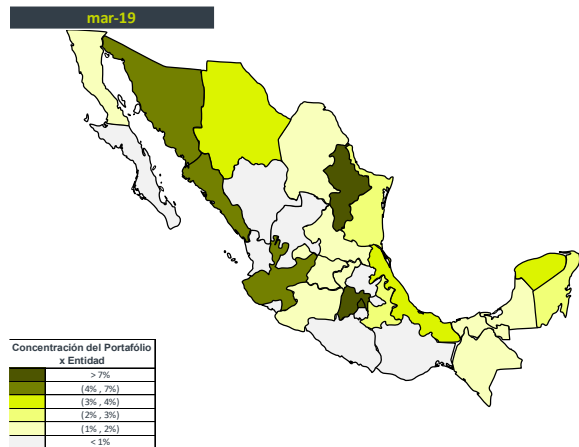 mar-19
Concentración del Portafólio
x Entidad
> 7%
(4% , 7%)
(3% , 4%)
(2% , 3%)
(1% , 2%)
< 1%